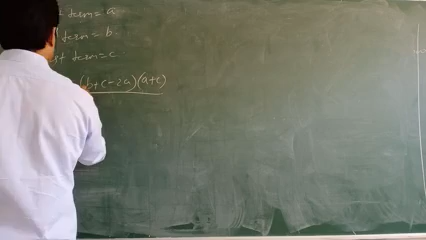 term = a
term = b
term = c
(b+c-2a)(a+c)